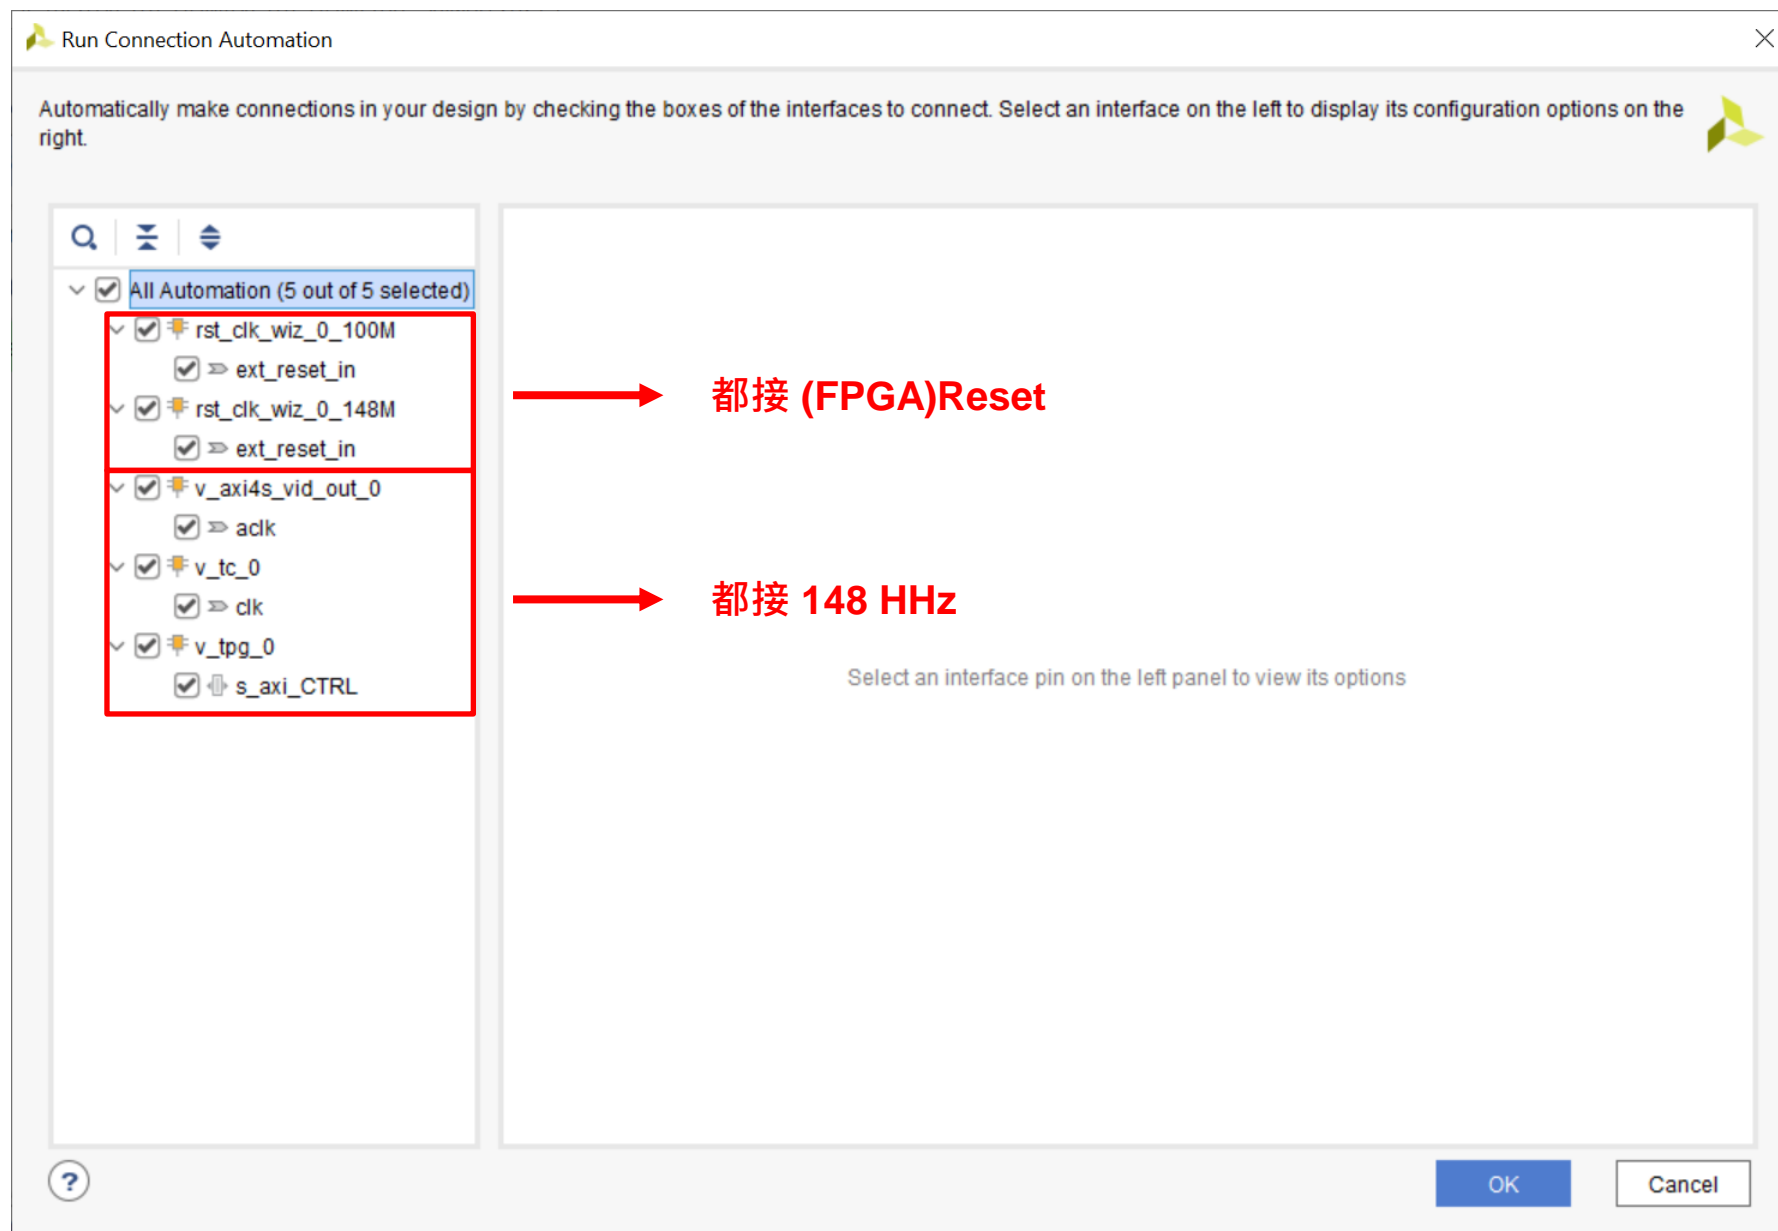 Run Connection Automation
Automatically make connections in your design by checking the boxes of the interfaces to connect. Select an interface on the left to display its configuration options on the
right.
All Automation (5 out of 5 selected)
rst_clk_wiz_0_100M
ext_reset_in
rst_clk_wiz_0_148M
ext_reset_in
都接 (FPGA)Reset
v_axi4s_vid_out_0
aclk
v_tc_0
clk
都接 148 HHz
v_tpg_0
s_axi_CTRL
Select an interface pin on the left panel to view its options
?
OK
Cancel